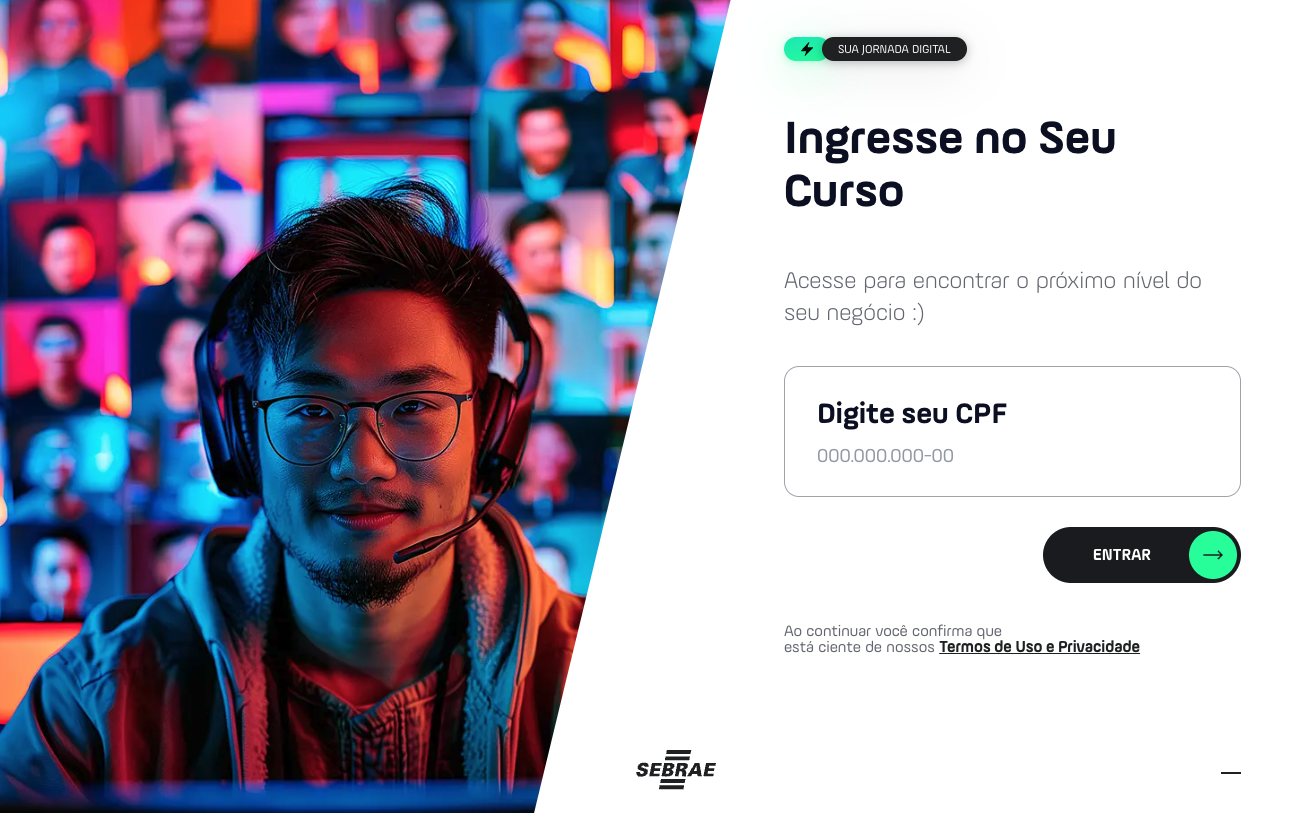 SUA JORNADA DIGITAL
Ingresse no Seu
Curso
Acesse para encontrar o próximo nível do
seu negócio :)
Digite seu CPF
000.000.000-00
ENTRAR
Ao continuar você confirma que
está ciente de nossos Termos de Uso e Privacidade
SEBRAE